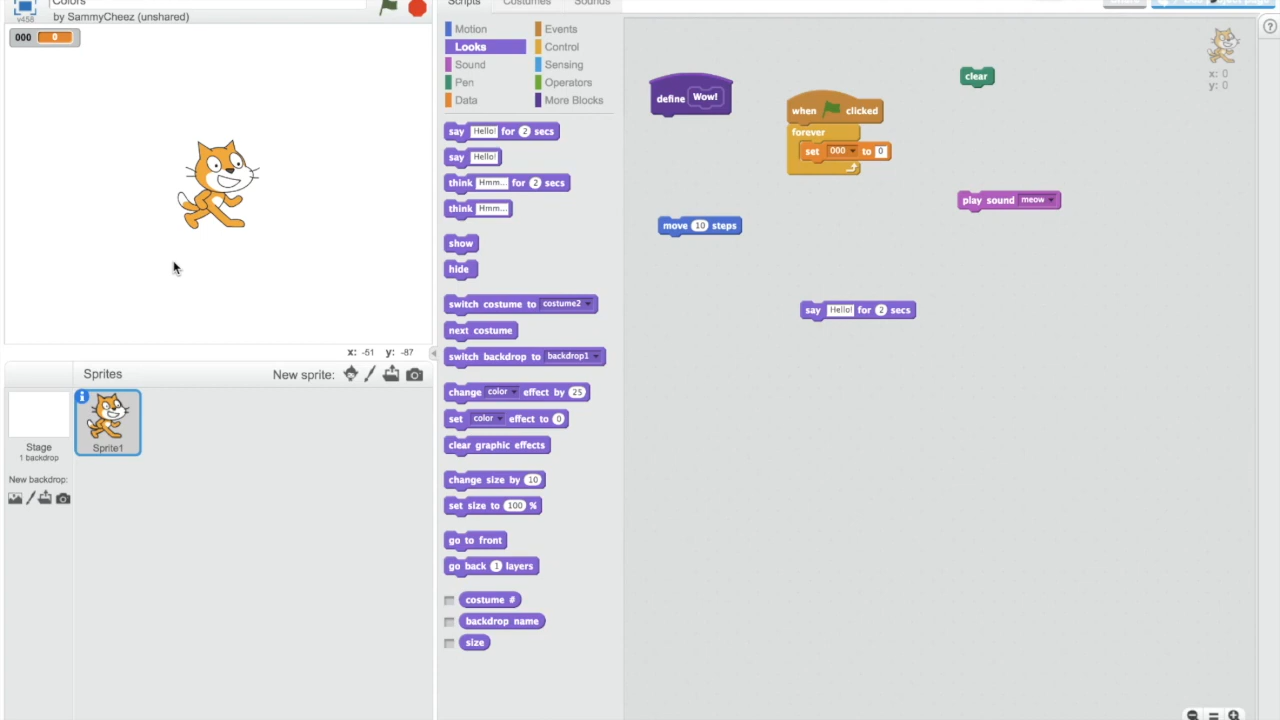 Colors
v458
by SammyCheez (unshared)
000 0
x: -51 y: -87
Sprites
New sprite:
Stage
1 backdrop
New backdrop:
Sprite1
Scripts
Costumes
Sounds
Motion
Looks
Sound
Pen
Data
Events
Control
Sensing
Operators
More Blocks
say Hello! for 2 secs
say Hello!
think Hmm... for 2 secs
think Hmm...
show
hide
switch costume to costume2
next costume
switch backdrop to backdrop1
change color effect by 25
set color effect to 0
clear graphic effects
change size by 10
set size to 100 %
go to front
go back 1 layers
costume #
backdrop name
size
define Wow!
when clicked
forever
set 000 to 0
clear
play sound meow
move 10 steps
say Hello! for 2 secs
x: 0
y: 0
?